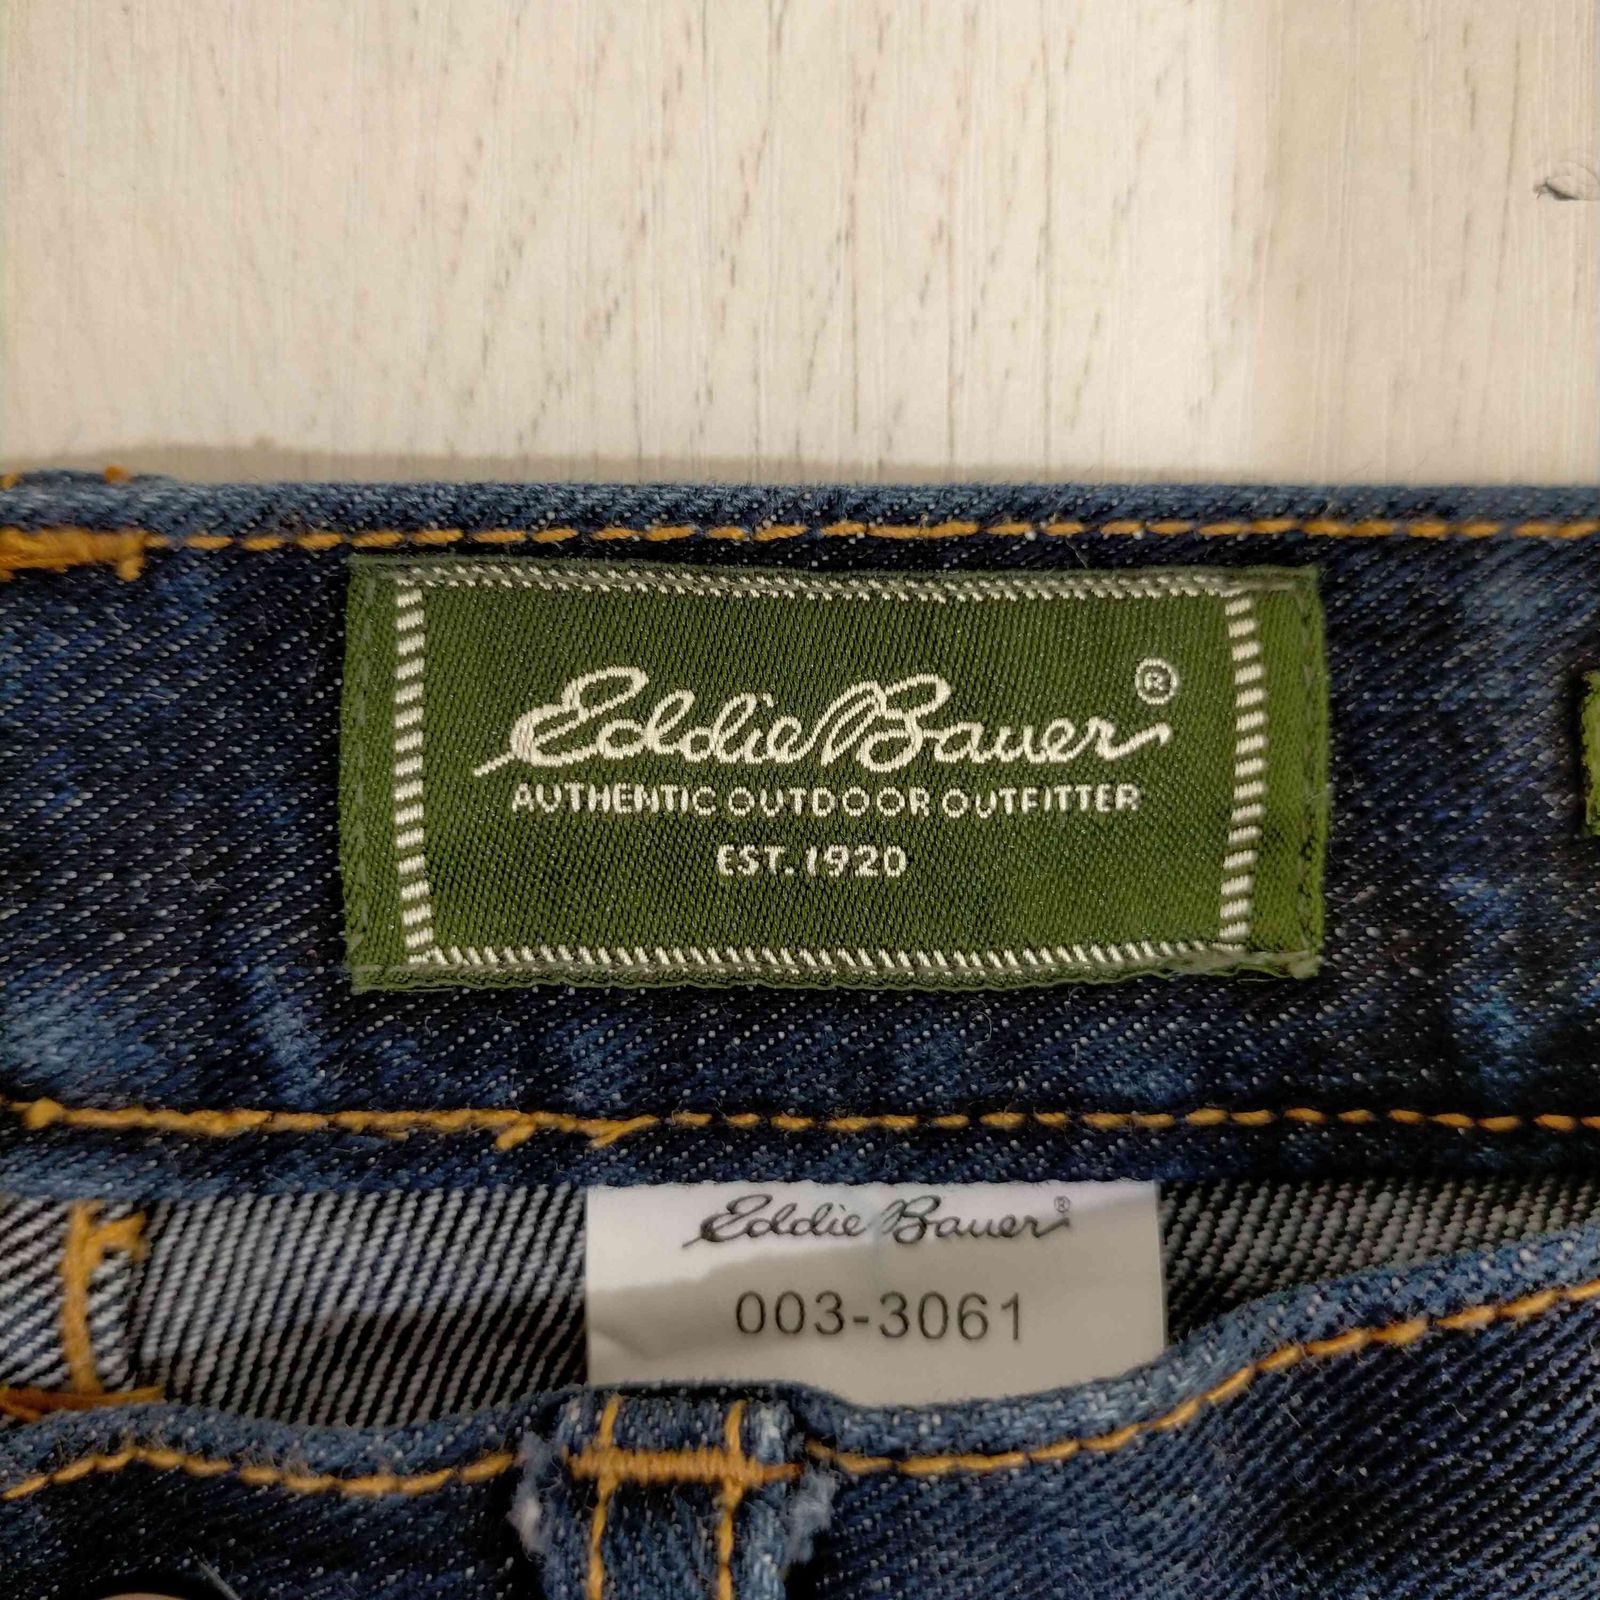 Eddie Bauer®
AUTHENTIC OUTDOOR OUTFITTER
EST. 1920
Eddie Bauer®
003-3061